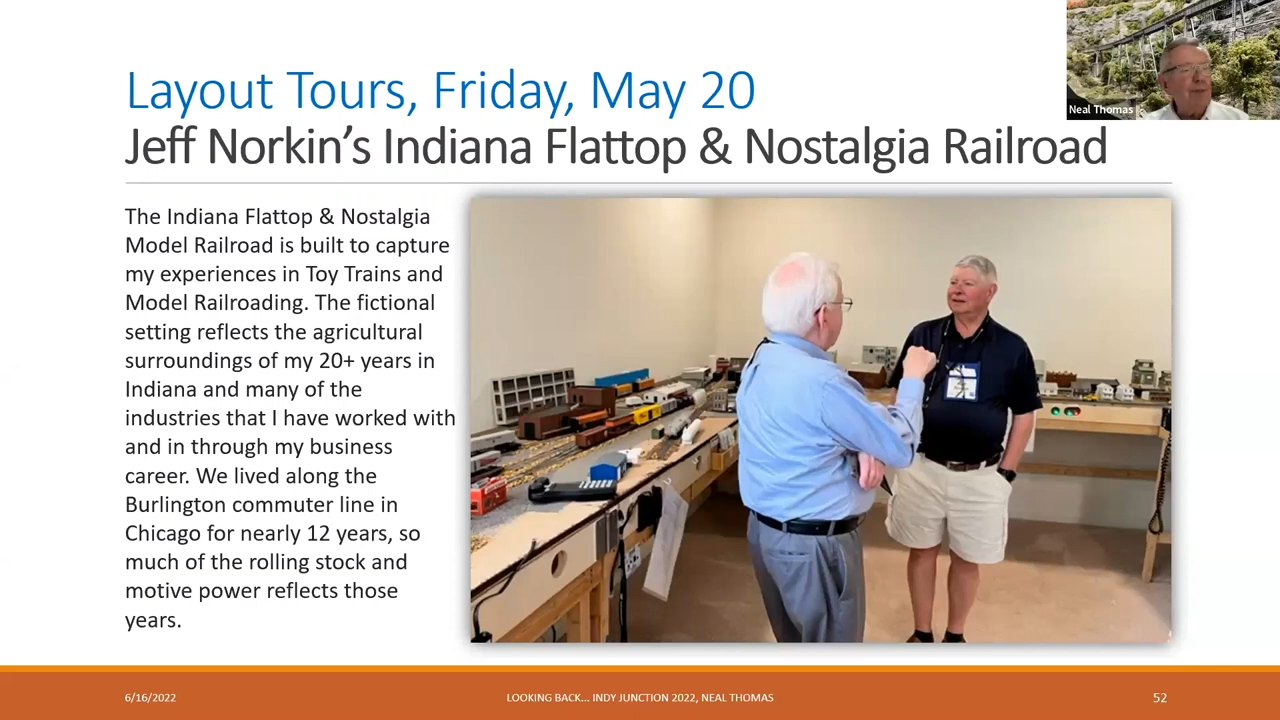 Layout Tours, Friday, May 20
Jeff Norkin’s Indiana Flattop & Nostalgia Railroad
Neal Thomas
The Indiana Flattop & Nostalgia
Model Railroad is built to capture
my experiences in Toy Trains and
Model Railroading. The fictional
setting reflects the agricultural
surroundings of my 20+ years in
Indiana and many of the
industries that I have worked with
and in through my business
career. We lived along the
Burlington commuter line in
Chicago for nearly 12 years, so
much of the rolling stock and
motive power reflects those
years.
6/16/2022
LOOKING BACK... INDY JUNCTION 2022, NEAL THOMAS
52